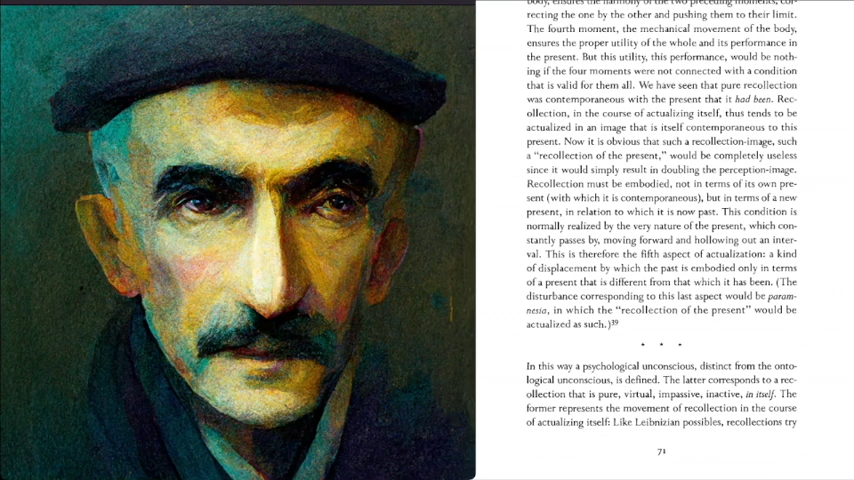 body, ensures the harmony of the two preceding moments, cor-
recting the one by the other and pushing them to their limit.
The fourth moment, the mechanical movement of the body,
ensures the proper utility of the whole and its performance in
the present. But this utility, this performance, would be noth-
ing if the four moments were not connected with a condition
that is valid for them all. We have seen that pure recollection
was contemporaneous with the present that it had been. Rec-
ollection, in the course of actualizing itself, thus tends to be
actualized in an image that is itself contemporaneous to this
present. Now it is obvious that such a recollection-image, such
a “recollection of the present,” would be completely useless
since it would simply result in doubling the perception-image.
Recollection must be embodied, not in terms of its own pre-
sent (with which it is contemporaneous), but in terms of a new
present, in relation to which it is now past. This condition is
normally realized by the very nature of the present, which con-
stantly passes by, moving forward and hollowing out an inter-
val. This is therefore the fifth aspect of actualization: a kind
of displacement by which the past is embodied only in terms
of a present that is different from that which it has been. (The
disturbance corresponding to this last aspect would be param-
nesia, in which the “recollection of the present” would be
actualized as such.)39
• • •
In this way a psychological unconscious, distinct from the onto-
logical unconscious, is defined. The latter corresponds to a rec-
ollection that is pure, virtual, impassive, inactive, in itself. The
former represents the movement of recollection in the course
of actualizing itself: Like Leibnizian possibles, recollections try
71